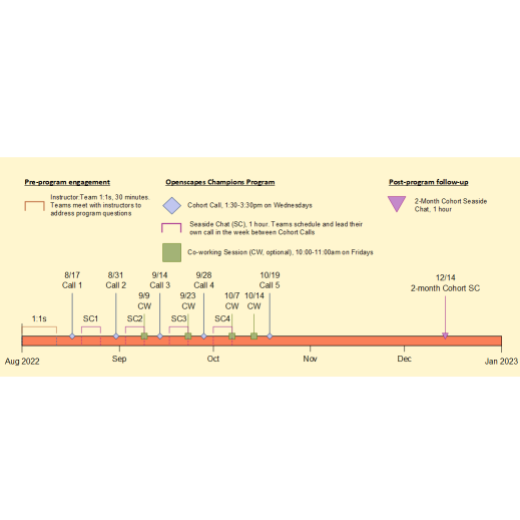 Pre-program engagement
Instructor:Team 1:1s, 30 minutes.
Teams meet with instructors to
address program questions
Openscapes Champions Program
Cohort Call, 1:30-3:30pm on Wednesdays
Seaside Chat (SC), 1 hour. Teams schedule and lead their
own call in the week between Cohort Calls
Co-working Session (CW, optional), 10:00-11:00am on Fridays
Post-program follow-up
2-Month Cohort Seaside
Chat, 1 hour
8/17
Call 1
8/31
Call 2
9/14
Call 3
9/28
Call 4
10/19
Call 5
12/14
2-month Cohort SC
9/9
CW
9/23
CW
10/7
CW
10/14
CW
1:1s
SC1
SC2
SC3
SC4
Aug 2022
Sep
Oct
Nov
Dec
Jan 2023